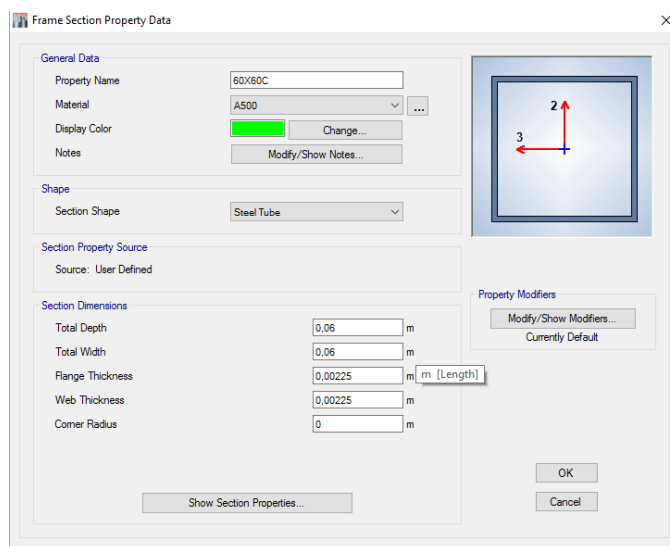 Frame Section Property Data
General Data
Property Name 60X60C
Material A500 ...
Display Color Change...
Notes Modify/Show Notes...
Shape
Section Shape Steel Tube
Section Property Source
Source: User Defined
Section Dimensions
Total Depth 0,06 m
Total Width 0,06 m
Flange Thickness 0,00225 m
Web Thickness 0,00225 m
Corner Radius 0 m
m [Length]
Show Section Properties...
2
3
Property Modifiers
Modify/Show Modifiers...
Currently Default
OK
Cancel